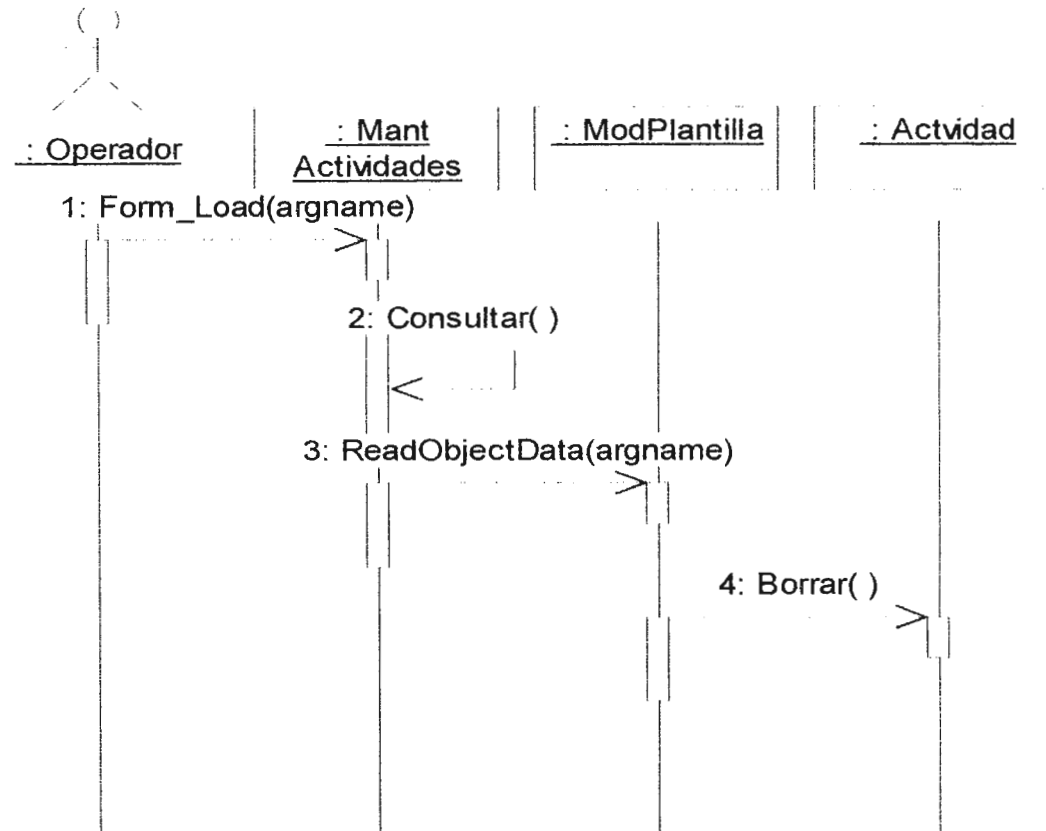 : Operador
: Mant
Actividades
: ModPlantilla
: Actvidad
1: Form_Load(argname)
2: Consultar( )
3: ReadObjectData(argname)
4: Borrar( )